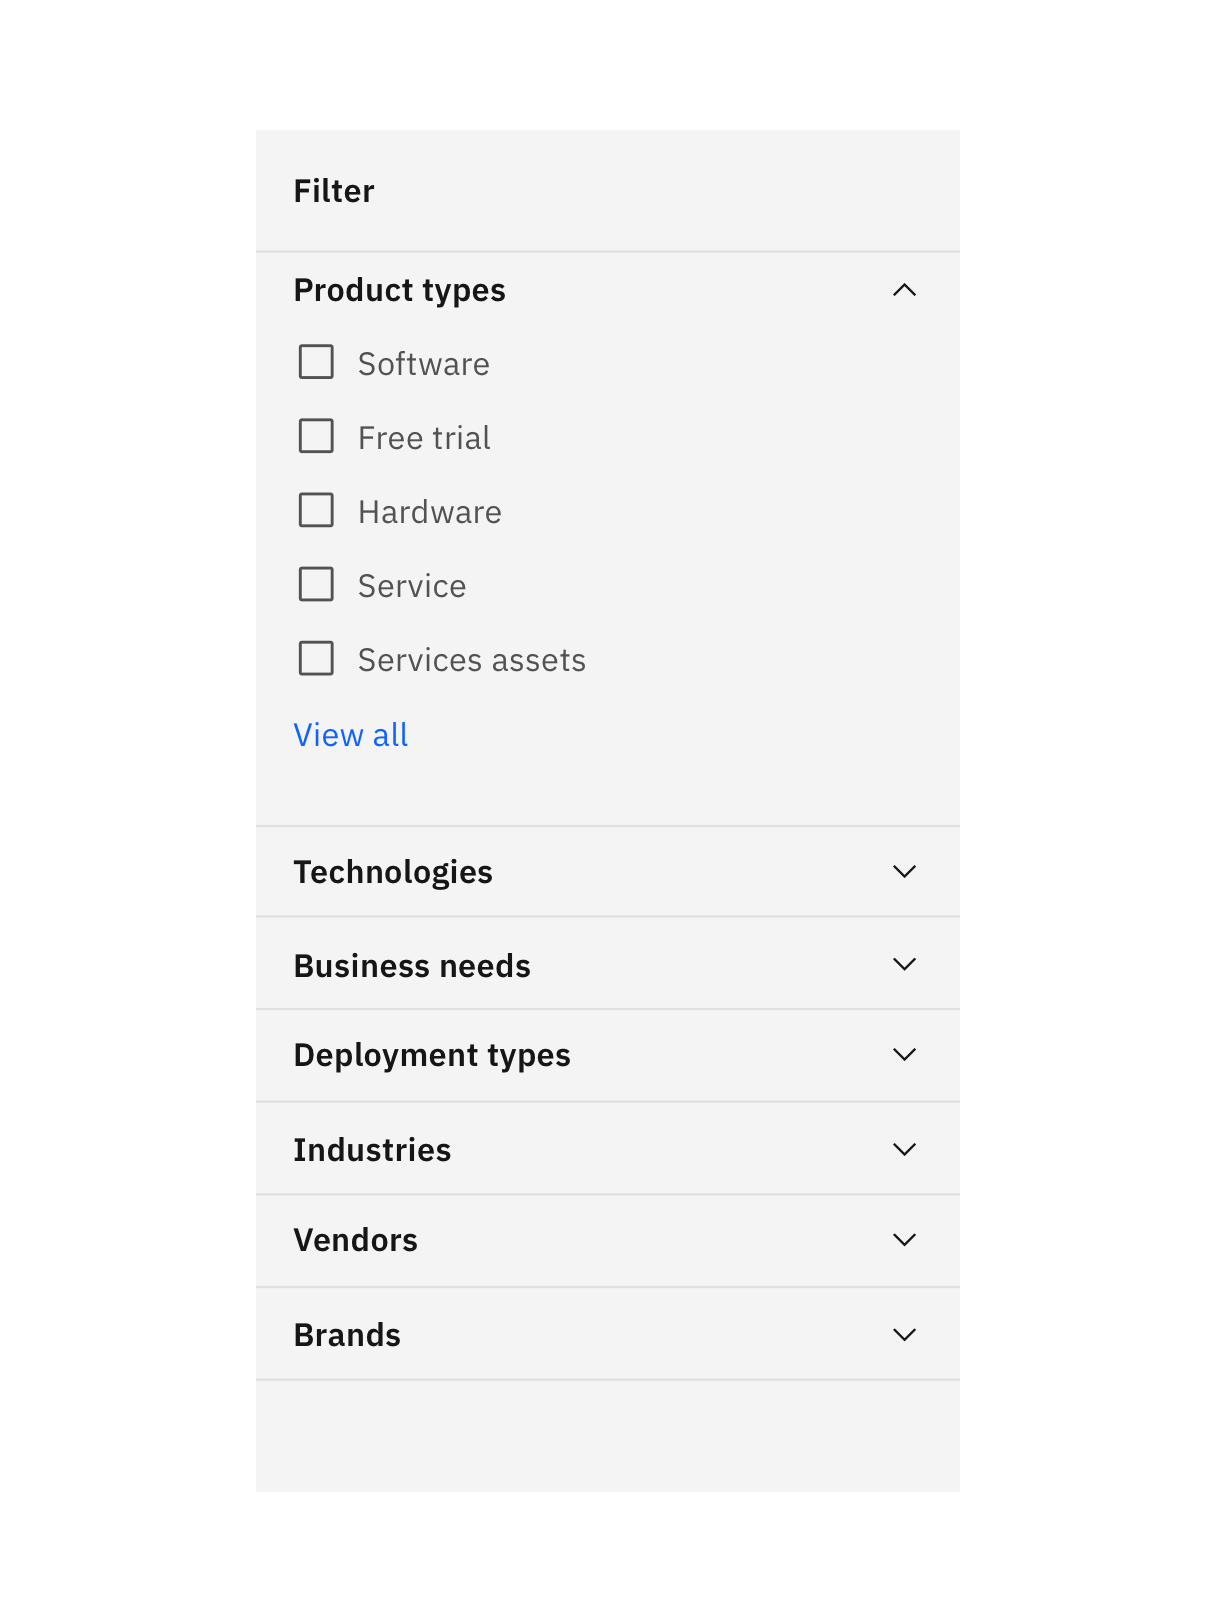 Filter
Product types
Software
Free trial
Hardware
Service
Services assets
View all
Technologies
Business needs
Deployment types
Industries
Vendors
Brands